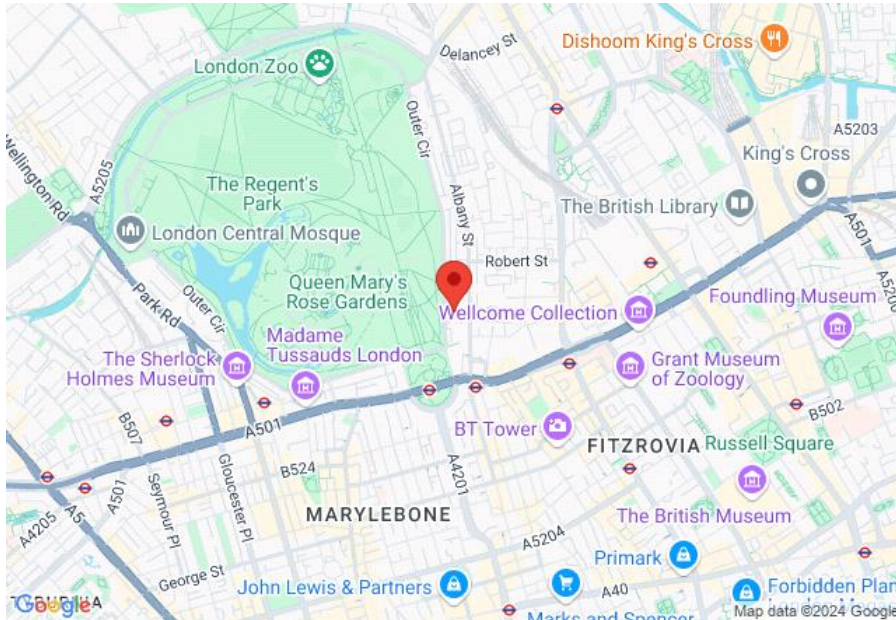 Delancey St
Dishoom King's Cross
London Zoo
Outer Cir
A5203
Wellington Rd
A5205
King's Cross
The Regent's
Park
Albany St
The British Library
London Central Mosque
A501
Robert St
A5200
Queen Mary's
Rose Gardens
Outer Cir
Park Rd
Wellcome Collection
Foundling Museum
Madame
Tussauds London
The Sherlock
Holmes Museum
Grant Museum
of Zoology
B507
A501
BT Tower
B502
FITZROVIA
Russell Square
B524
A4201
A501
Seymour Pl
Gloucester Pl
A4205
A5
MARYLEBONE
The British Museum
A5204
Primark
George St
John Lewis & Partners
A40
Forbidden Plan
Marks and Spencer
Google
Map data ©2024 Google